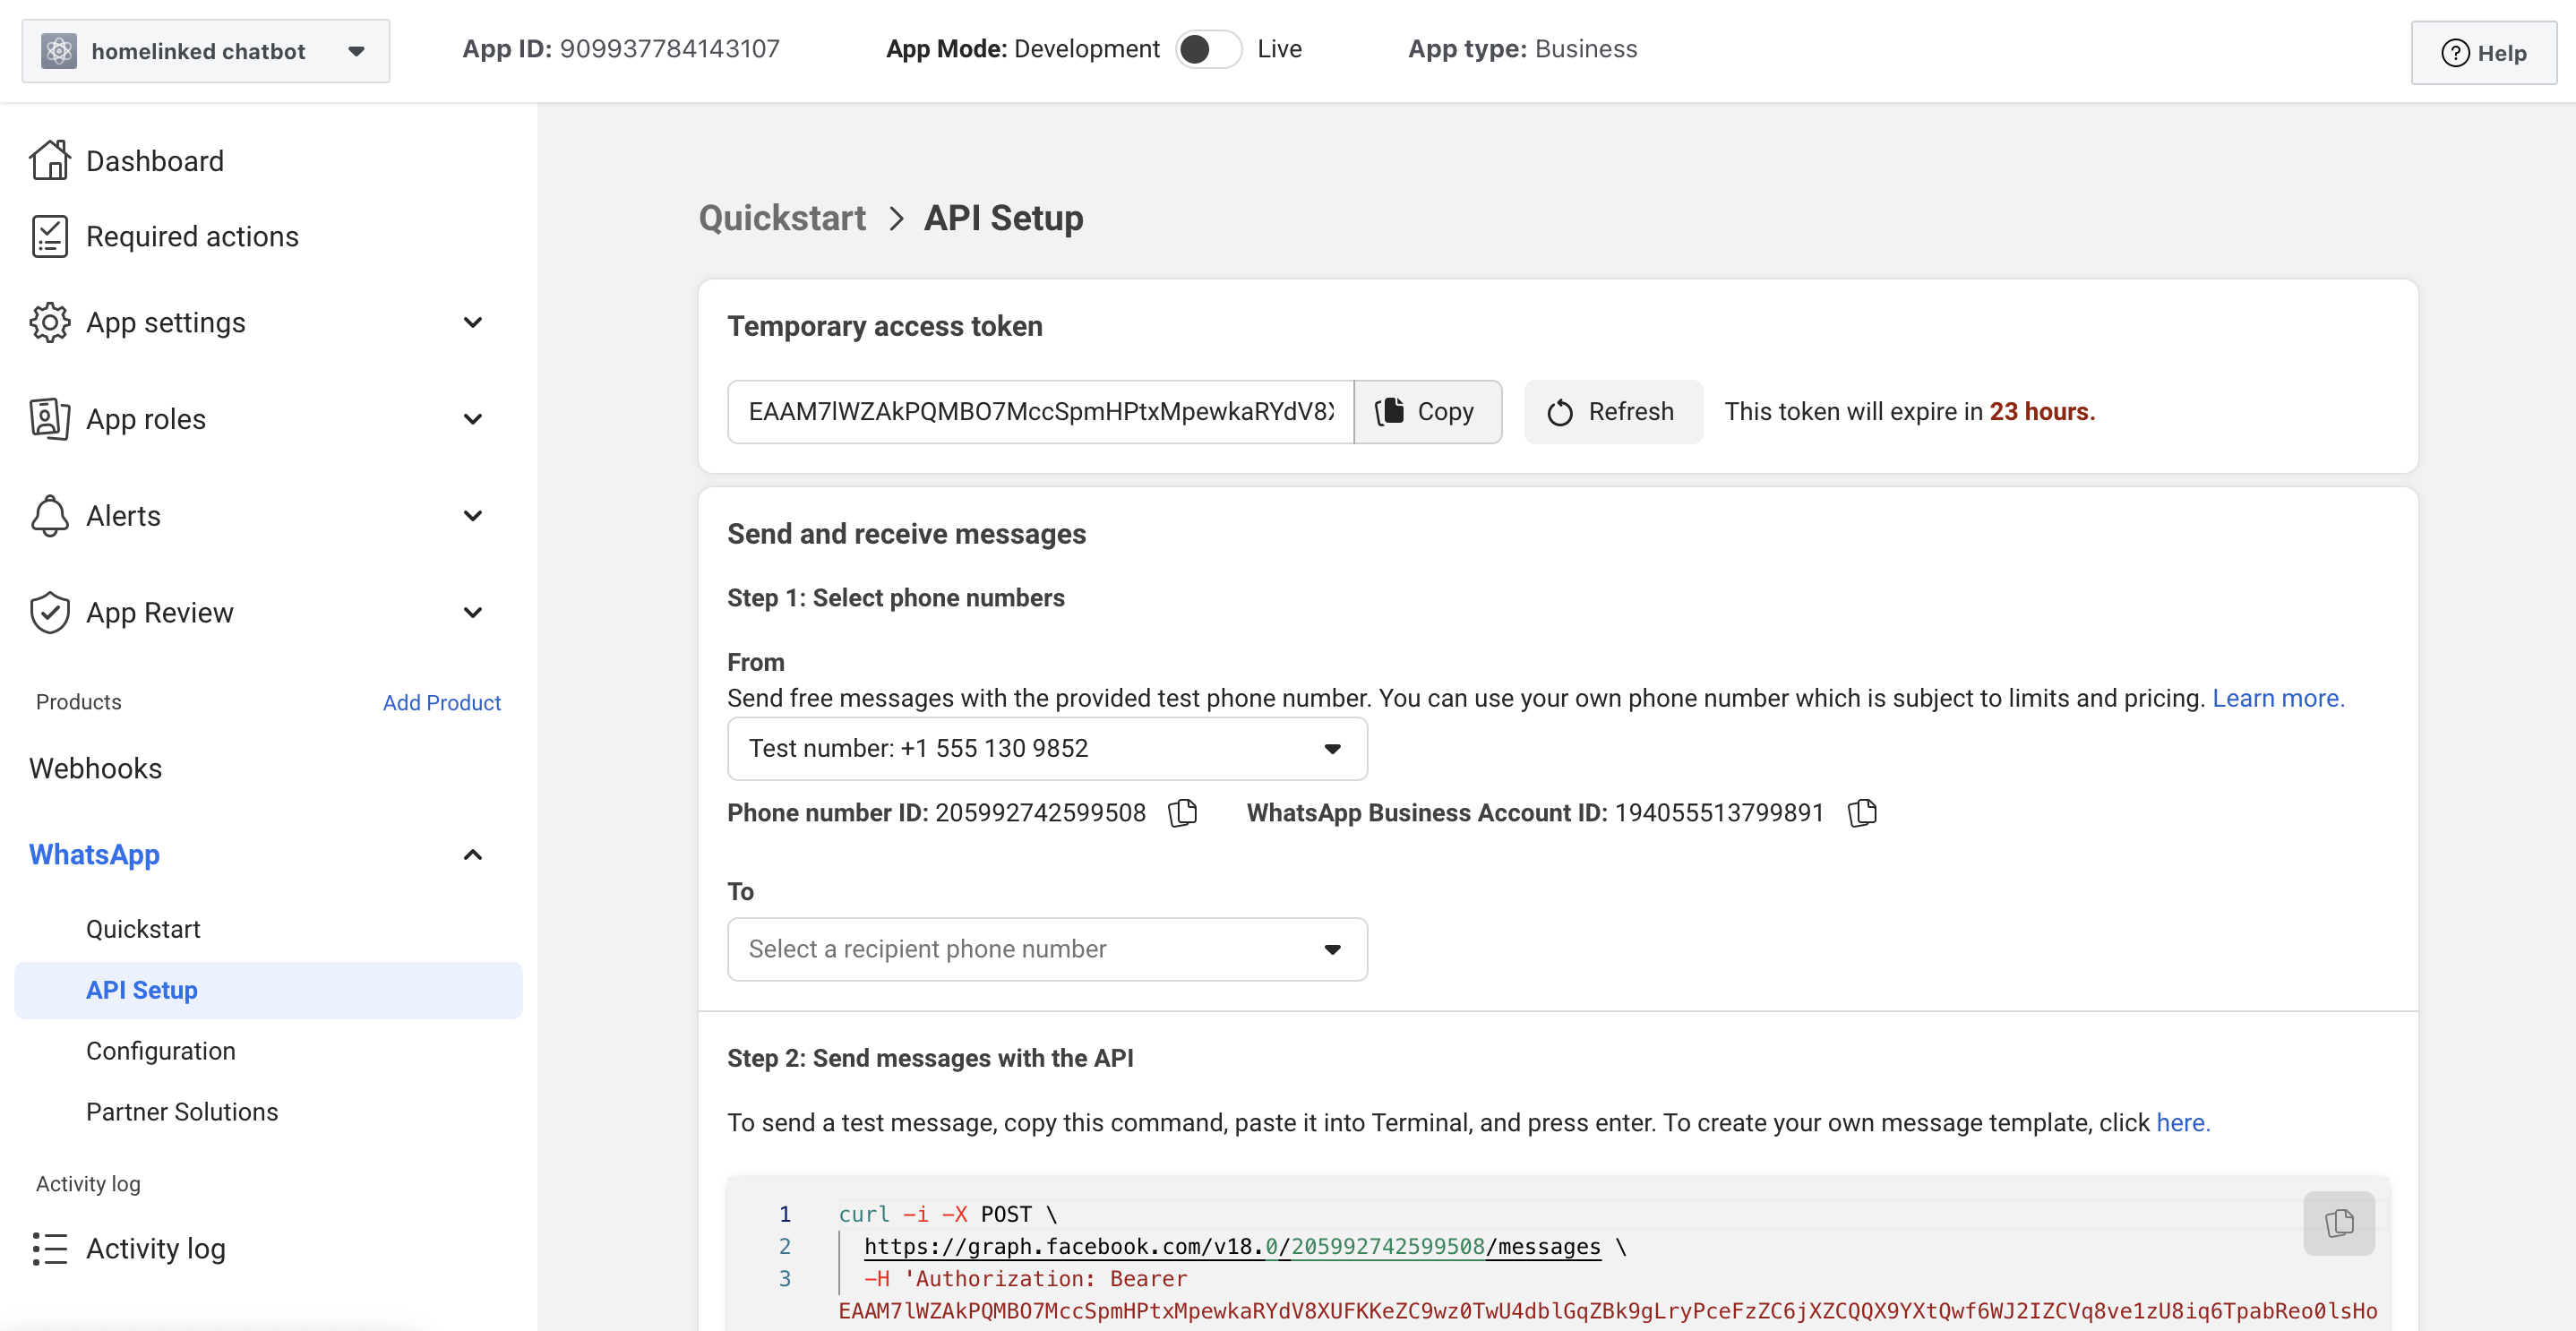 homelinked chatbot
App ID: 909937784143107
App Mode: Development
Live
App type: Business
Help
Dashboard
Required actions
App settings
App roles
Alerts
App Review
Products
Add Product
Webhooks
WhatsApp
Quickstart
API Setup
Configuration
Partner Solutions
Activity log
Activity log
Quickstart > API Setup
Temporary access token
EAAM7lWZAkPQMBO7MccSpmHPtxMpewkaRYdV8X
Copy
Refresh
This token will expire in 23 hours.
Send and receive messages
Step 1: Select phone numbers
From
Send free messages with the provided test phone number. You can use your own phone number which is subject to limits and pricing. Learn more.
Test number: +1 555 130 9852
Phone number ID: 205992742599508
WhatsApp Business Account ID: 194055513799891
To
Select a recipient phone number
Step 2: Send messages with the API
To send a test message, copy this command, paste it into Terminal, and press enter. To create your own message template, click here.
1 curl -i -X POST \
2 https://graph.facebook.com/v18.0/205992742599508/messages \
3 -H 'Authorization: Bearer
EAAM7lWZAkPQMBO7MccSpmHPtxMpewkaRYdV8XUFKKeZC9wz0TwU4dblGqZBk9gLryPceFzZC6jXZCQQX9YXtQwf6WJ2IZCVq8ve1zU8iq6TpabReo0lsHo